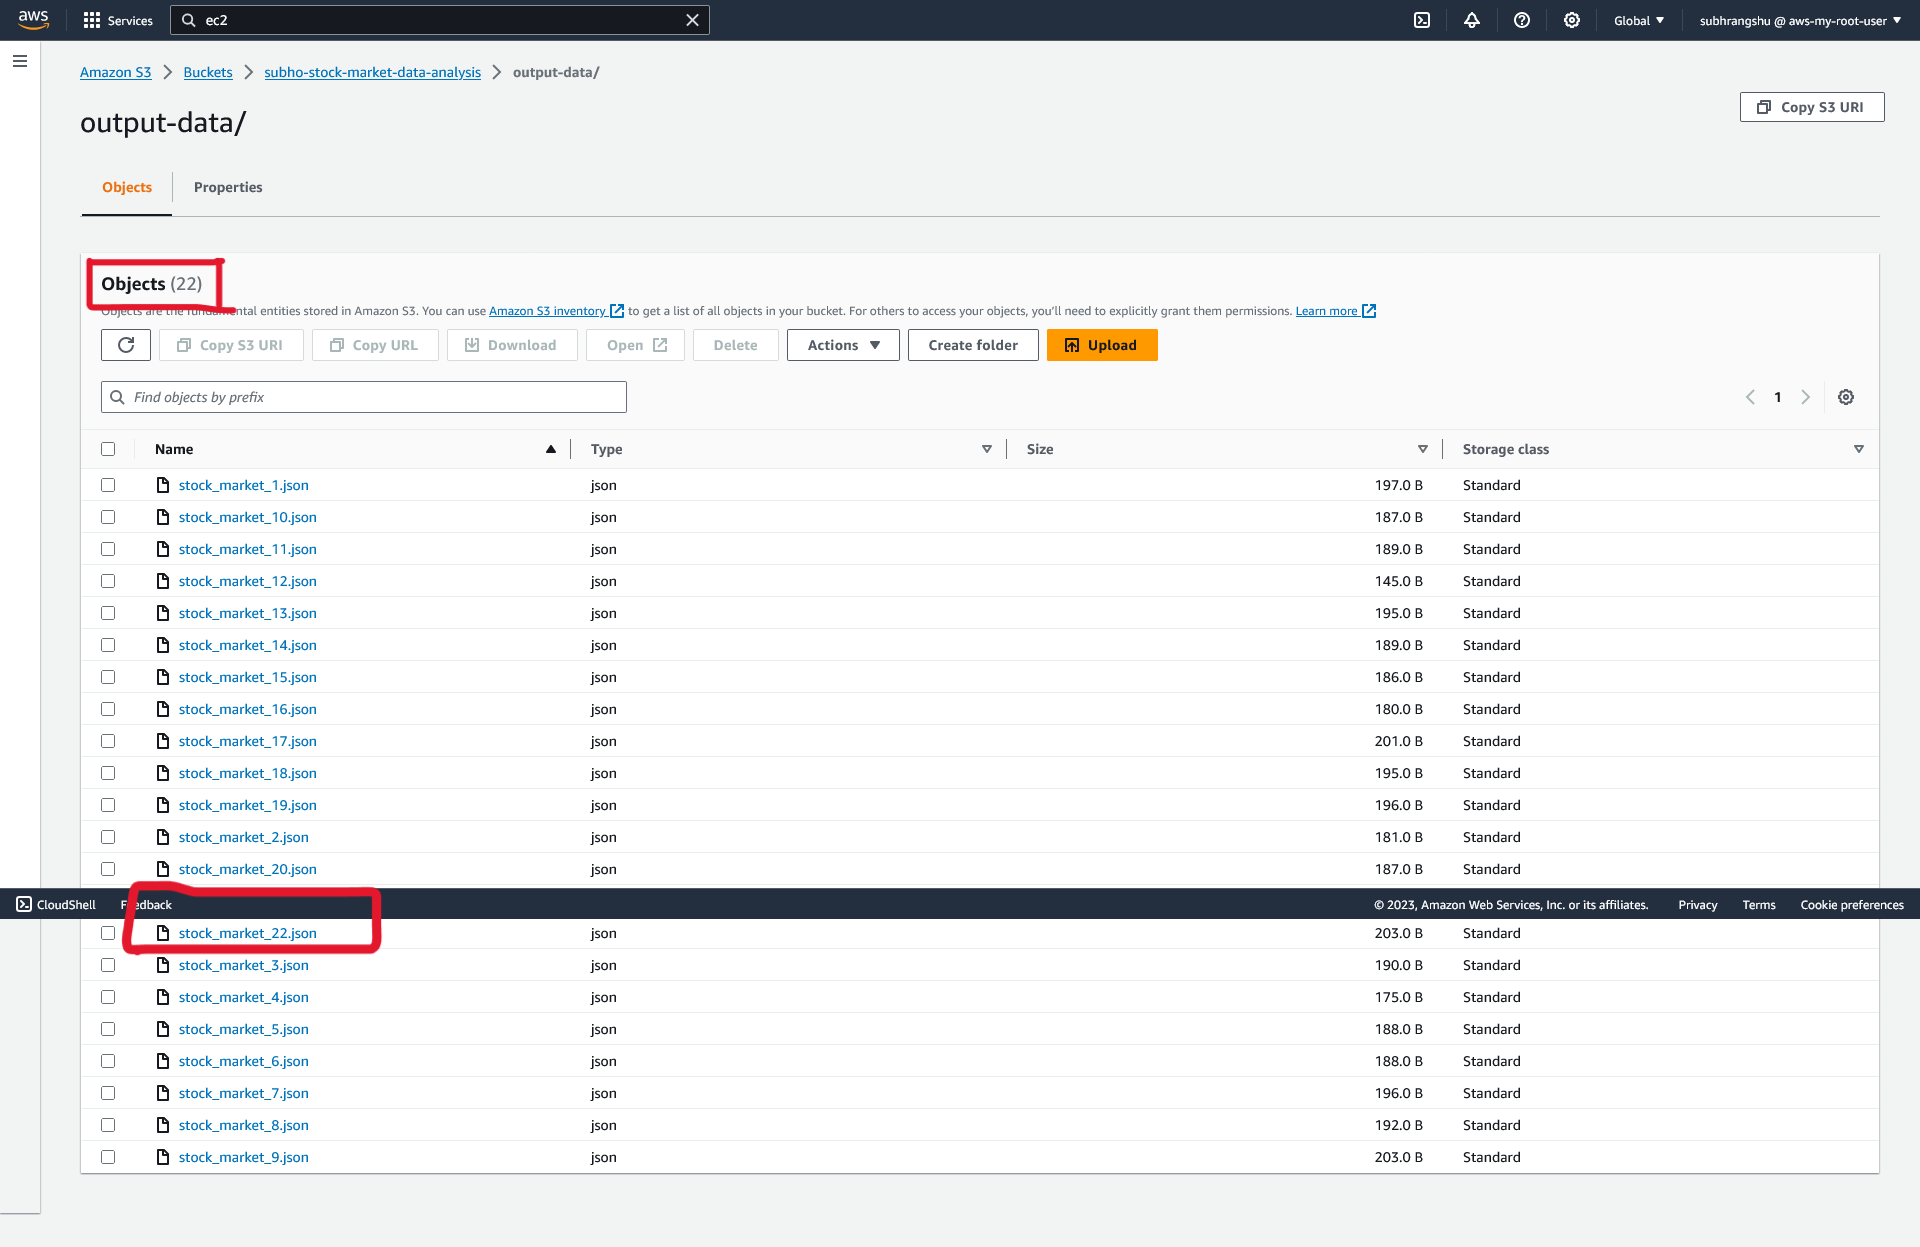 aws Services ec2 Global subhrangshu @ aws-my-root-user
Amazon S3 Buckets subho-stock-market-data-analysis output-data/
output-data/
Copy S3 URI
Objects Properties
Objects (22)
Objects are the fundamental entities stored in Amazon S3. You can use Amazon S3 inventory to get a list of all objects in your bucket. For others to access your objects, you'll need to explicitly grant them permissions. Learn more
Copy S3 URI Copy URL Download Open Delete Actions Create folder Upload
Find objects by prefix 1
Name Type Size Storage class
stock_market_1.json json 197.0 B Standard
stock_market_10.json json 187.0 B Standard
stock_market_11.json json 189.0 B Standard
stock_market_12.json json 145.0 B Standard
stock_market_13.json json 195.0 B Standard
stock_market_14.json json 189.0 B Standard
stock_market_15.json json 186.0 B Standard
stock_market_16.json json 180.0 B Standard
stock_market_17.json json 201.0 B Standard
stock_market_18.json json 195.0 B Standard
stock_market_19.json json 196.0 B Standard
stock_market_2.json json 181.0 B Standard
stock_market_20.json json 187.0 B Standard
CloudShell Feedback © 2023, Amazon Web Services, Inc. or its affiliates. Privacy Terms Cookie preferences
stock_market_22.json json 203.0 B Standard
stock_market_3.json json 190.0 B Standard
stock_market_4.json json 175.0 B Standard
stock_market_5.json json 188.0 B Standard
stock_market_6.json json 188.0 B Standard
stock_market_7.json json 196.0 B Standard
stock_market_8.json json 192.0 B Standard
stock_market_9.json json 203.0 B Standard